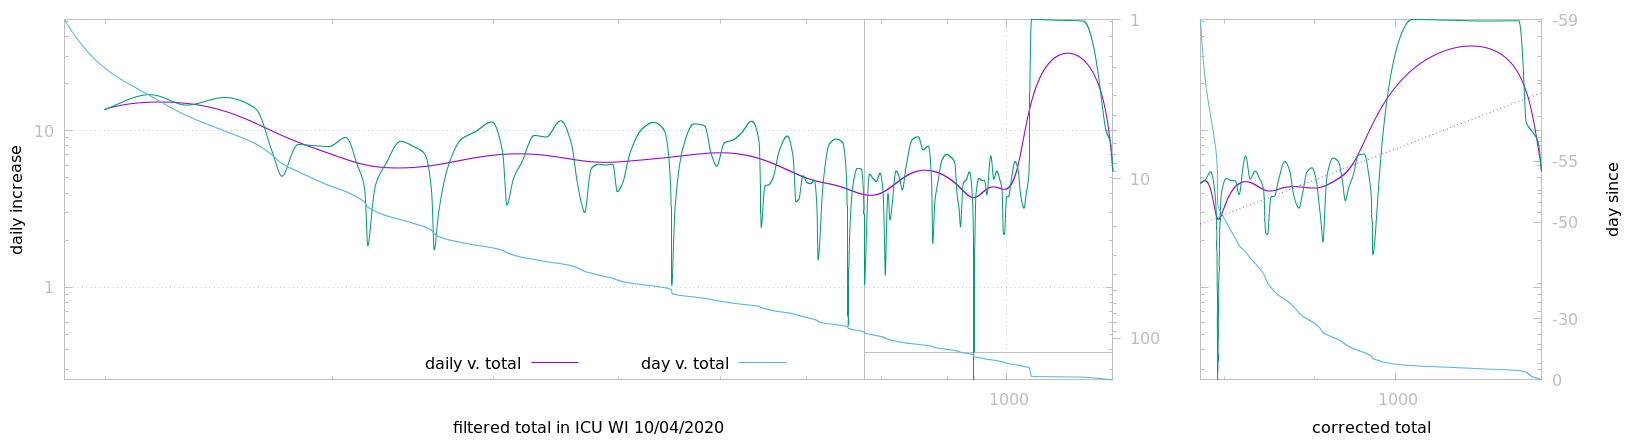 daily increase
10
1
daily v. total
day v. total
1
10
100
1000
filtered total in ICU WI 10/04/2020
-59
-55
-50
-30
0
1000
day since
corrected total